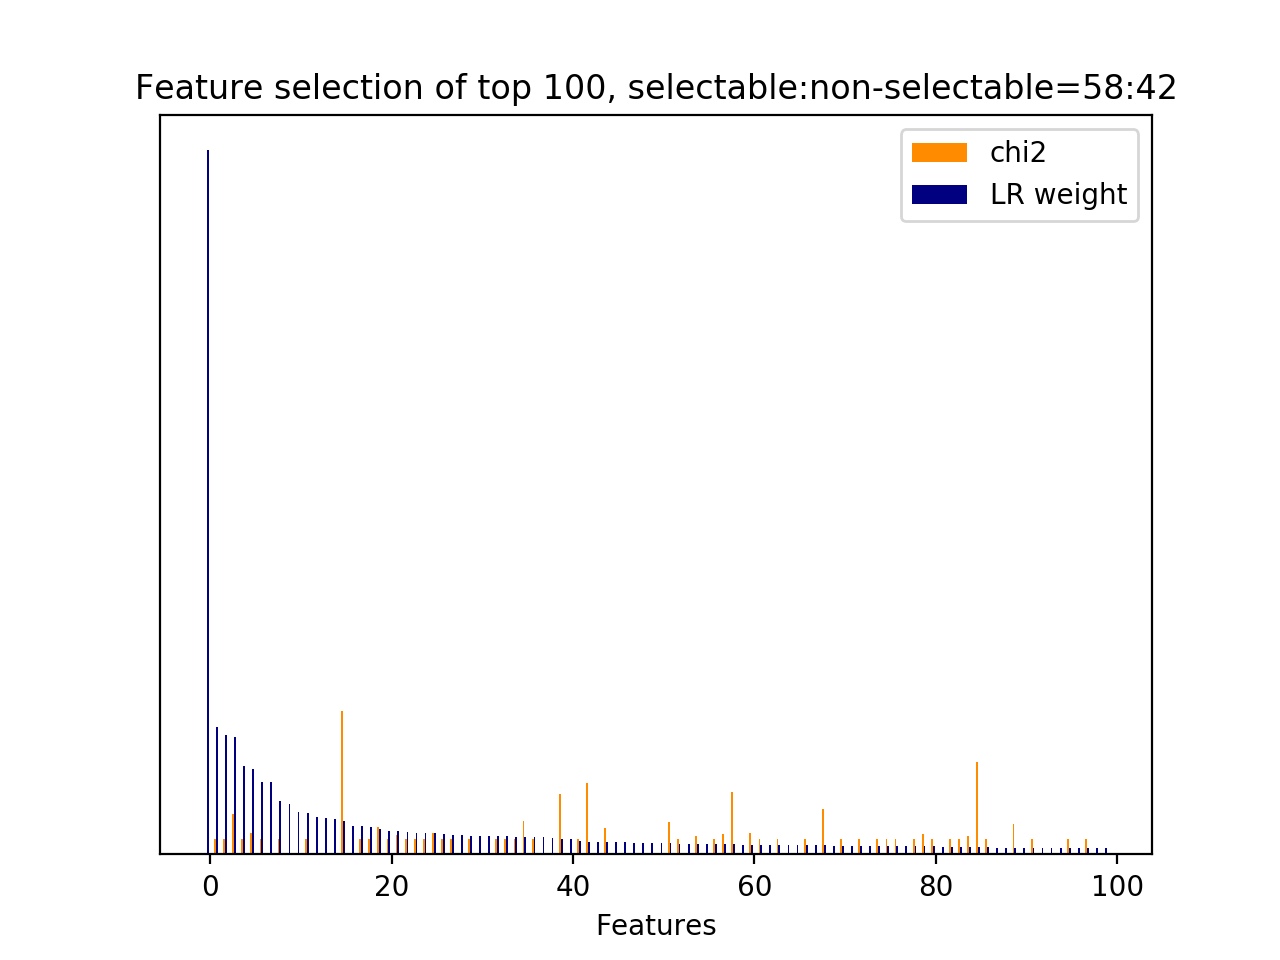 Feature selection of top 100, selectable:non-selectable=58:42
chi2
LR weight
0 20 40 60 80 100
Features